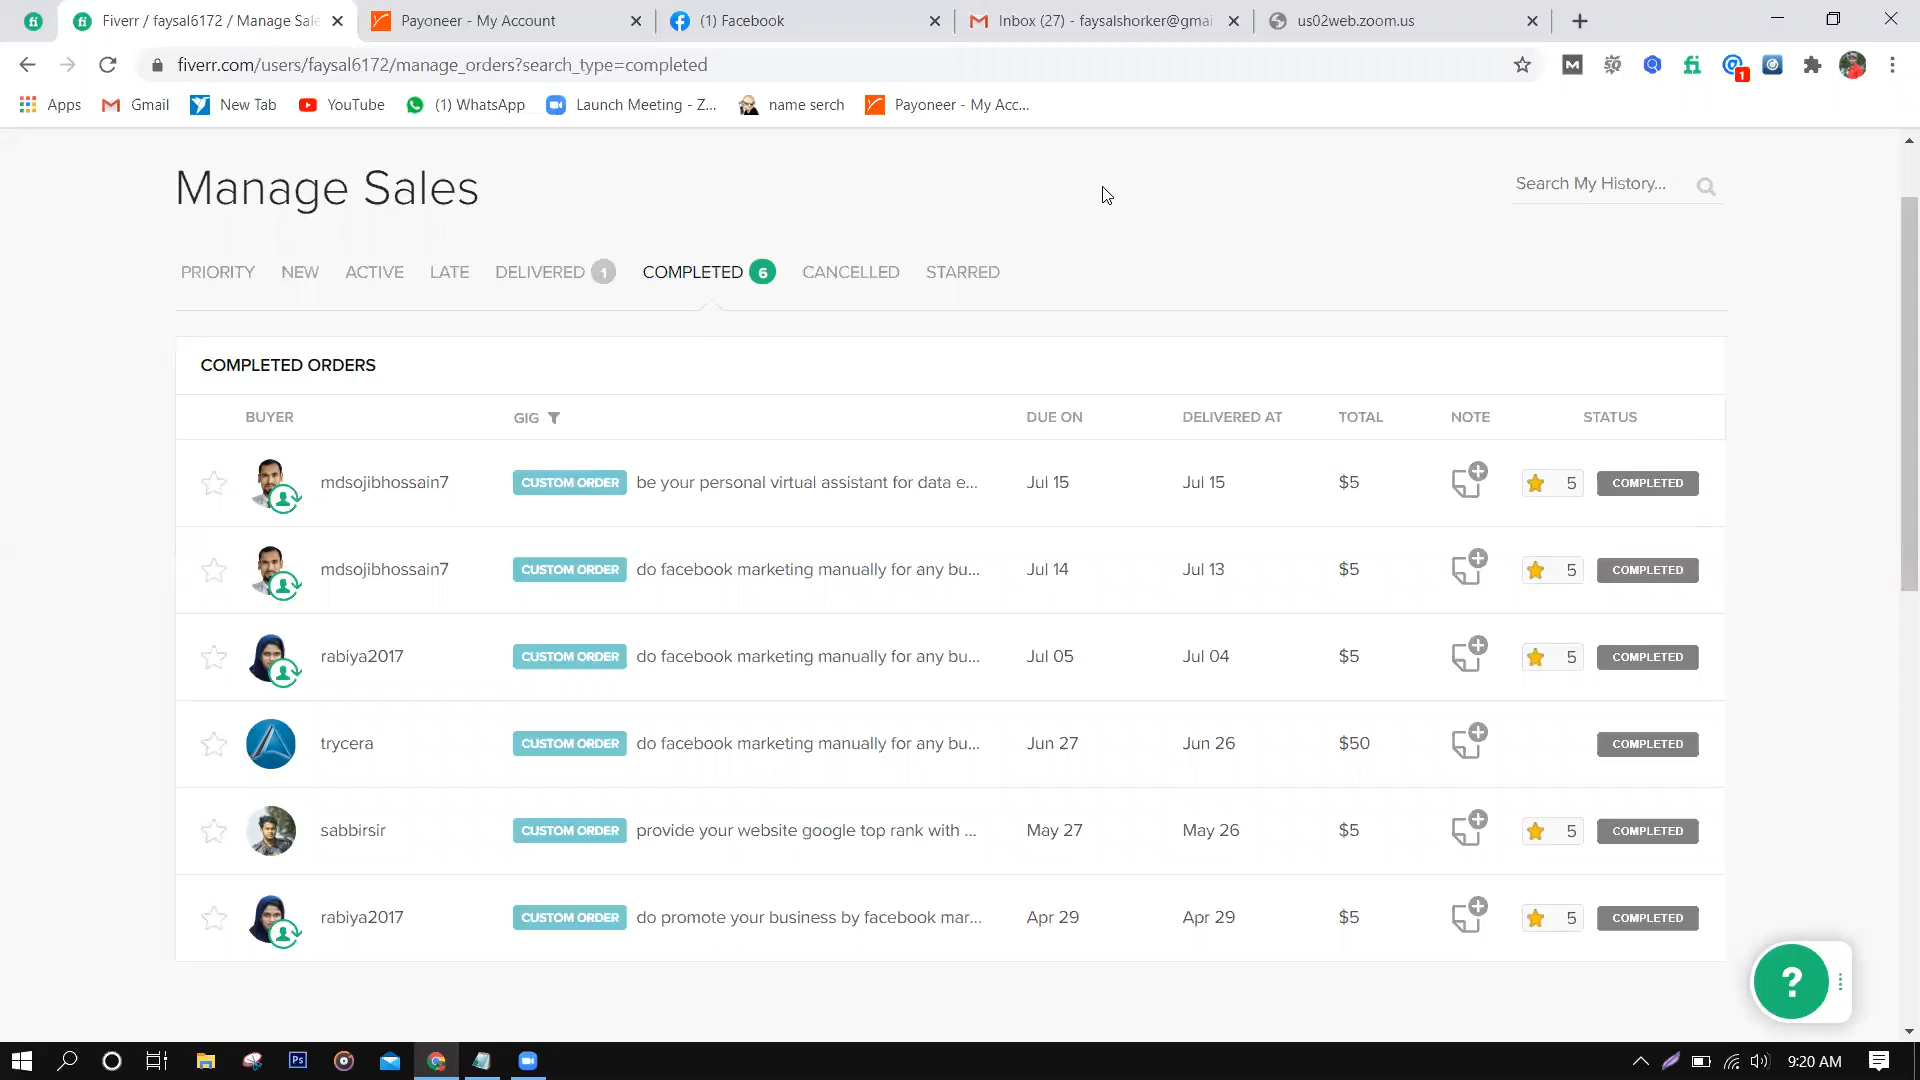 Fiverr / faysal6172 / Manage Sale
Payoneer - My Account
(1) Facebook
Inbox (27) - faysalshorker@gmai
us02web.zoom.us
fiverr.com/users/faysal6172/manage_orders?search_type=completed
1
Apps
Gmail
New Tab
YouTube
(1) WhatsApp
Launch Meeting - Z...
name serch
Payoneer - My Acc...
Manage Sales
Search My History...
PRIORITY
NEW
ACTIVE
LATE
DELIVERED 1
COMPLETED 6
CANCELLED
STARRED
COMPLETED ORDERS
BUYER GIG DUE ON DELIVERED AT TOTAL NOTE STATUS
mdsojibhossain7 CUSTOM ORDER be your personal virtual assistant for data e... Jul 15 Jul 15 $5 5 COMPLETED
mdsojibhossain7 CUSTOM ORDER do facebook marketing manually for any bu... Jul 14 Jul 13 $5 5 COMPLETED
rabiya2017 CUSTOM ORDER do facebook marketing manually for any bu... Jul 05 Jul 04 $5 5 COMPLETED
trycera CUSTOM ORDER do facebook marketing manually for any bu... Jun 27 Jun 26 $50 COMPLETED
sabbirsir CUSTOM ORDER provide your website google top rank with ... May 27 May 26 $5 5 COMPLETED
rabiya2017 CUSTOM ORDER do promote your business by facebook mar... Apr 29 Apr 29 $5 5 COMPLETED
?
9:20 AM